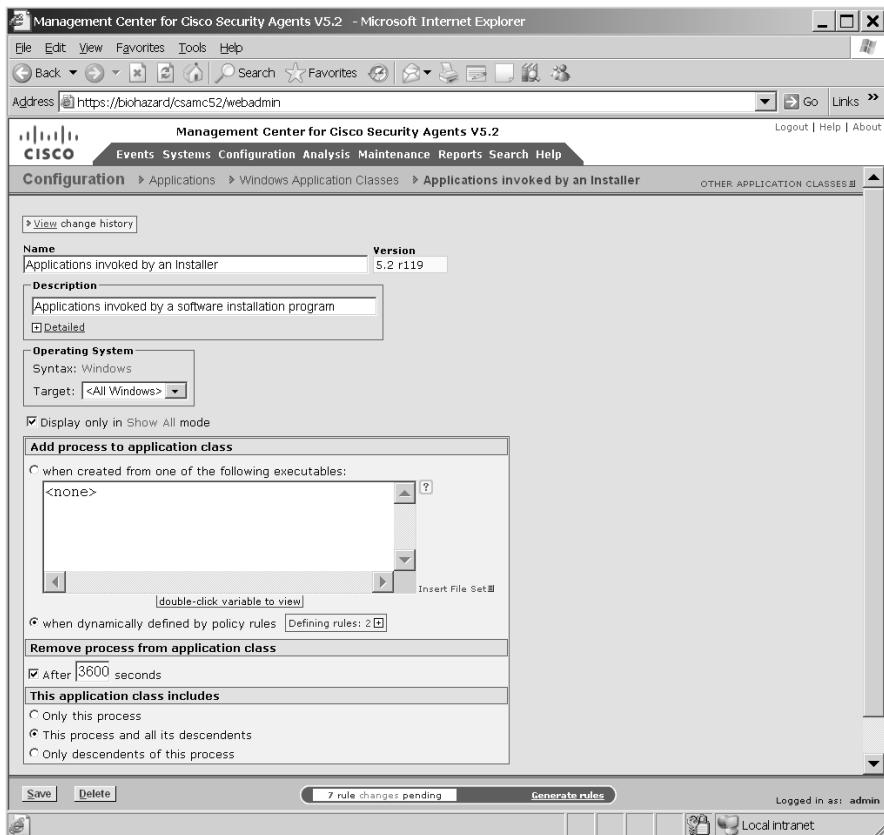 Management Center for Cisco Security Agents V5.2 - Microsoft Internet Explorer
File Edit View Favorites Tools Help
Back Search Favorites
Address https://biohazard/csamc52/webadmin Go Links »
Management Center for Cisco Security Agents V5.2 Logout | Help | About
CISCO Events Systems Configuration Analysis Maintenance Reports Search Help
Configuration Applications Windows Application Classes Applications invoked by an Installer OTHER APPLICATION CLASSES
View change history
Name Version
Applications invoked by an Installer 5.2 r119
Description
Applications invoked by a software installation program
Detailed
Operating System
Syntax: Windows
Target: <All Windows>
Display only in Show All mode
Add process to application class
when created from one of the following executables:
<none>
?
Insert File Set
double-click variable to view
when dynamically defined by policy rules Defining rules: 2
Remove process from application class
After 3600 seconds
This application class includes
Only this process
This process and all its descendents
Only descendents of this process
Save Delete 7 rule changes pending Generate rules Logged in as: admin
Local intranet